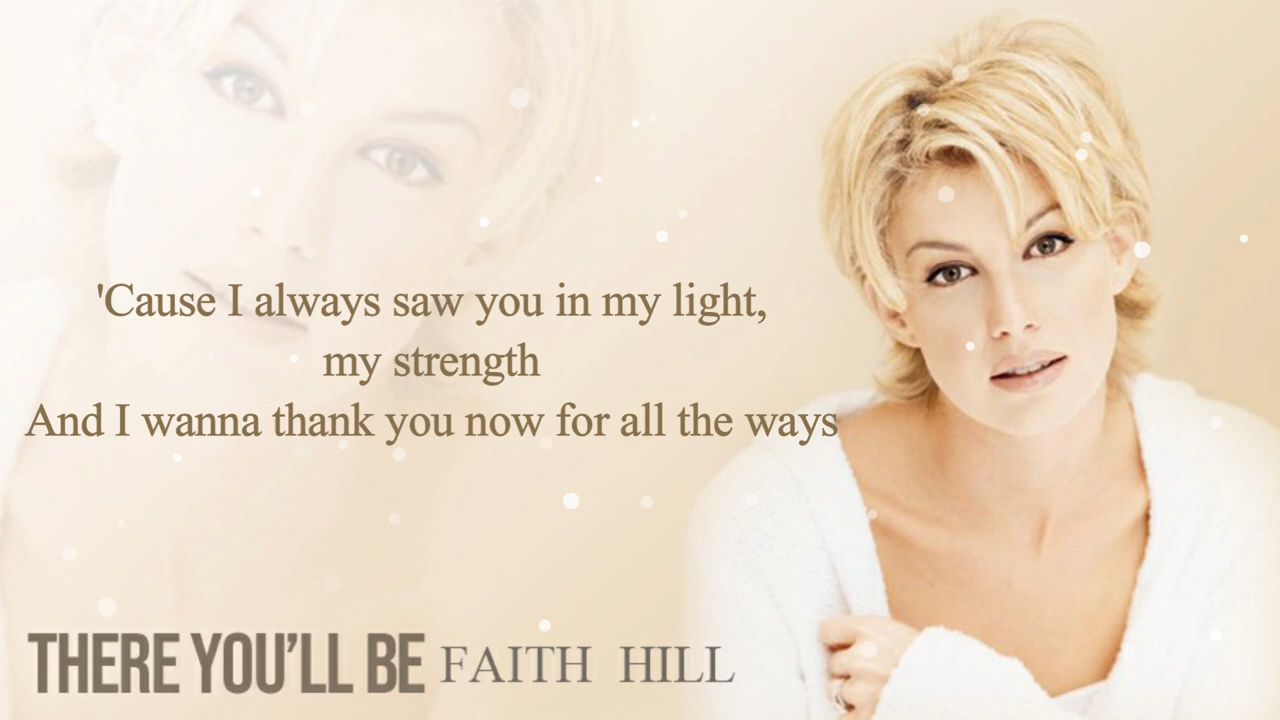 'Cause I always saw you in my light,
my strength
And I wanna thank you now for all the ways
THERE YOU'LL BE FAITH HILL